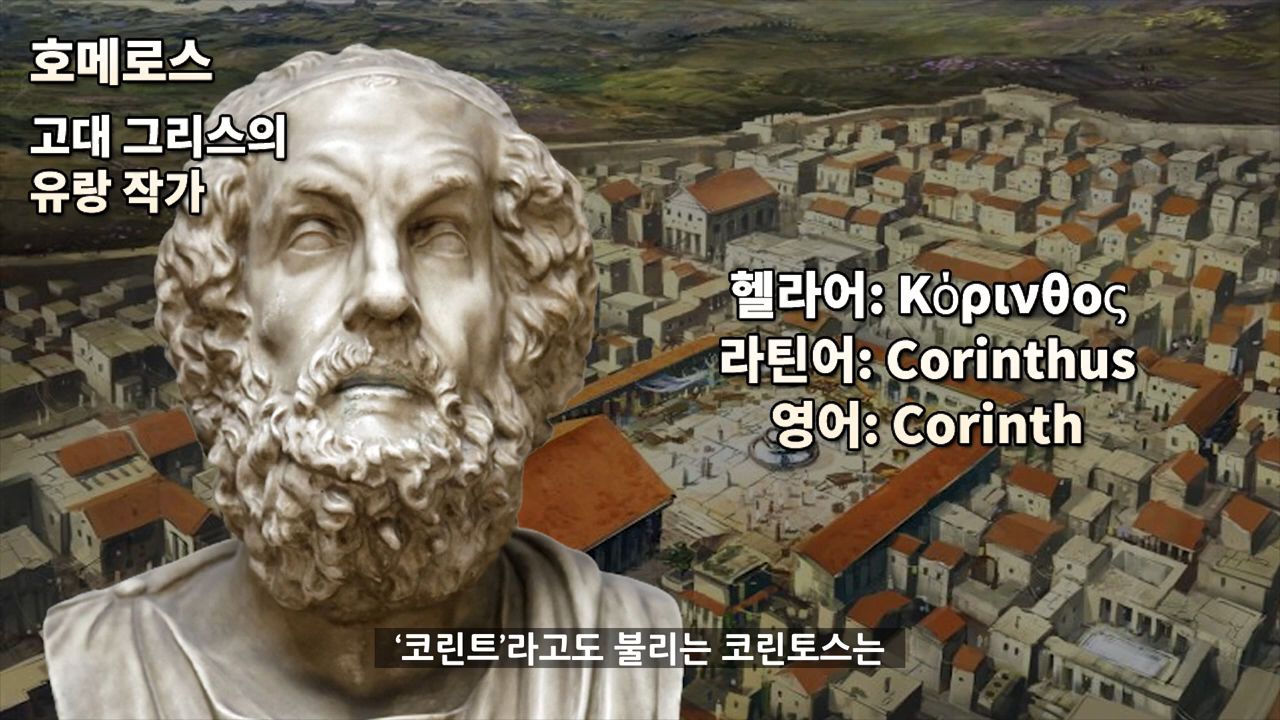 호메로스
고대 그리스의
유랑 작가
헬라어: Κόρινθος
라틴어: Corinthus
영어: Corinth
‘코린트’라고도 불리는 코린토스는